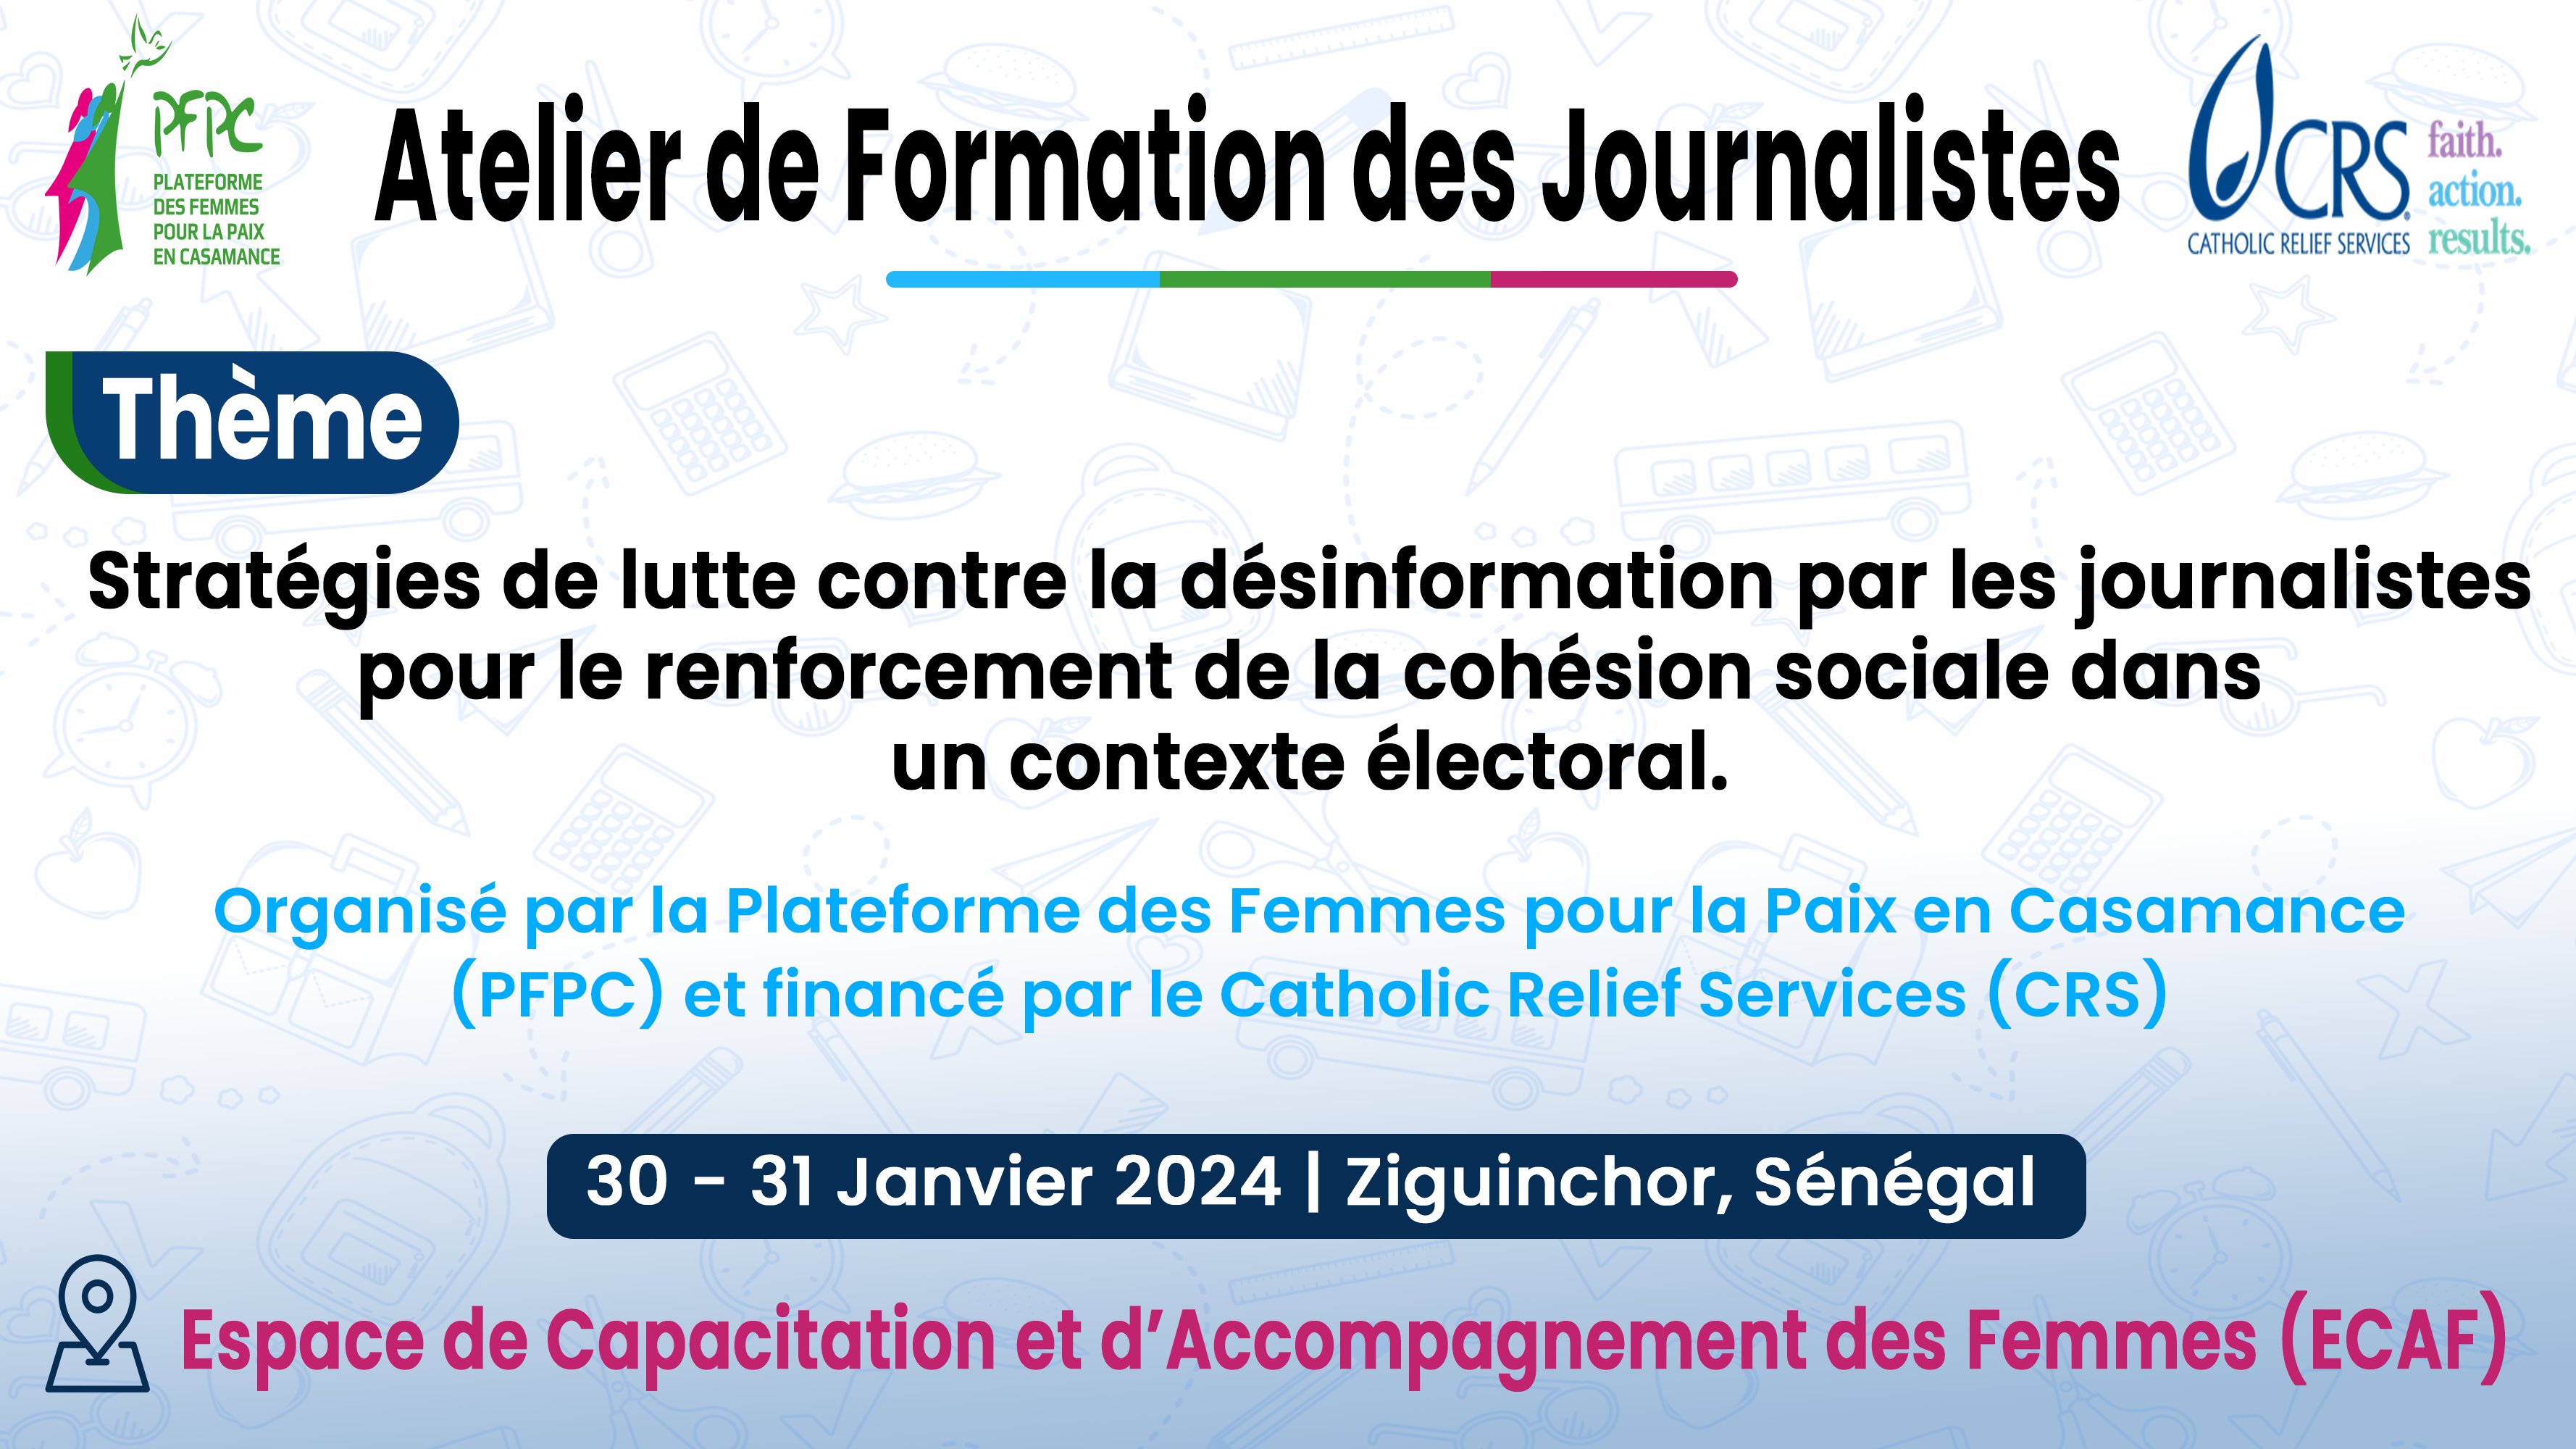 PFPC
PLATEFORME
DES FEMMES
POUR LA PAIX
EN CASAMANCE
Atelier de Formation des Journalistes
CRS
CATHOLIC RELIEF SERVICES
faith.
action.
results.
Thème
Stratégies de lutte contre la désinformation par les journalistes
pour le renforcement de la cohésion sociale dans
un contexte électoral.
Organisé par la Plateforme des Femmes pour la Paix en Casamance
(PFPC) et financé par le Catholic Relief Services (CRS)
30 - 31 Janvier 2024 | Ziguinchor, Sénégal
Espace de Capacitation et d’Accompagnement des Femmes (ECAF)